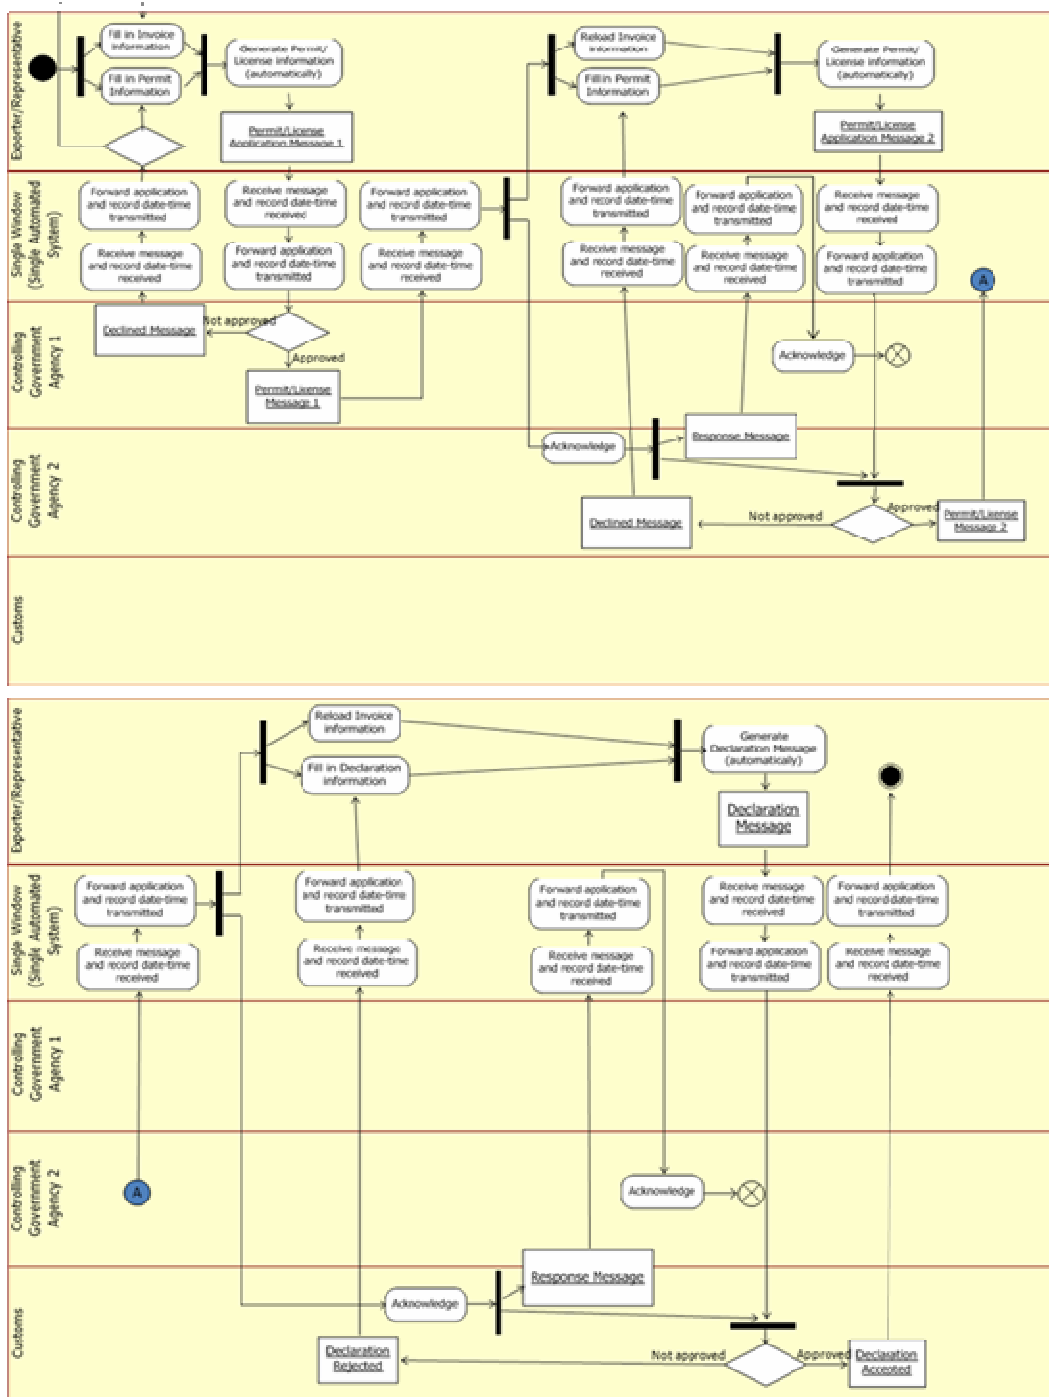 Exporter/Representative
Fill in Invoice
information
Fill in Permit
Information
Generate Permit/
License information
(automatically)
Permit/License
Application Message 1
Reload Invoice
information
Fill in Permit
Information
Generate Permit/
License information
(automatically)
Permit/License
Application Message 2
Single Window
(Single Automated
System)
Forward application
and record date-time
transmitted
Receive message
and record date-time
received
Receive message
and record date-time
received
Forward application
and record date-time
transmitted
Forward application
and record date-time
transmitted
Receive message
and record date-time
received
Forward application
and record date-time
transmitted
Receive message
and record date-time
received
Forward application
and record date-time
transmitted
Receive message
and record date-time
received
Receive message
and record date-time
received
Forward application
and record date-time
transmitted
A
Controlling
Government
Agency 1
Declined Message
Not approved
Approved
Permit/License
Message 1
Acknowledge
Controlling
Government
Agency 2
Acknowledge
Response Message
Declined Message
Not approved
Approved
Permit/License
Message 2
Customs
Exporter/Representative
Reload Invoice
information
Fill in Declaration
information
Generate
Declaration Message
(automatically)
Declaration
Message
Single Window
(Single Automated
System)
Forward application
and record date-time
transmitted
Receive message
and record date-time
received
Forward application
and record date-time
transmitted
Receive message
and record date-time
received
Forward application
and record date-time
transmitted
Receive message
and record date-time
received
Receive message
and record date-time
received
Forward application
and record date-time
transmitted
Forward application
and record date-time
transmitted
Receive message
and record date-time
received
Controlling
Government
Agency 1
Controlling
Government
Agency 2
A
Acknowledge
Customs
Acknowledge
Response Message
Declaration
Rejected
Not approved
Approved
Declaration
Accepted